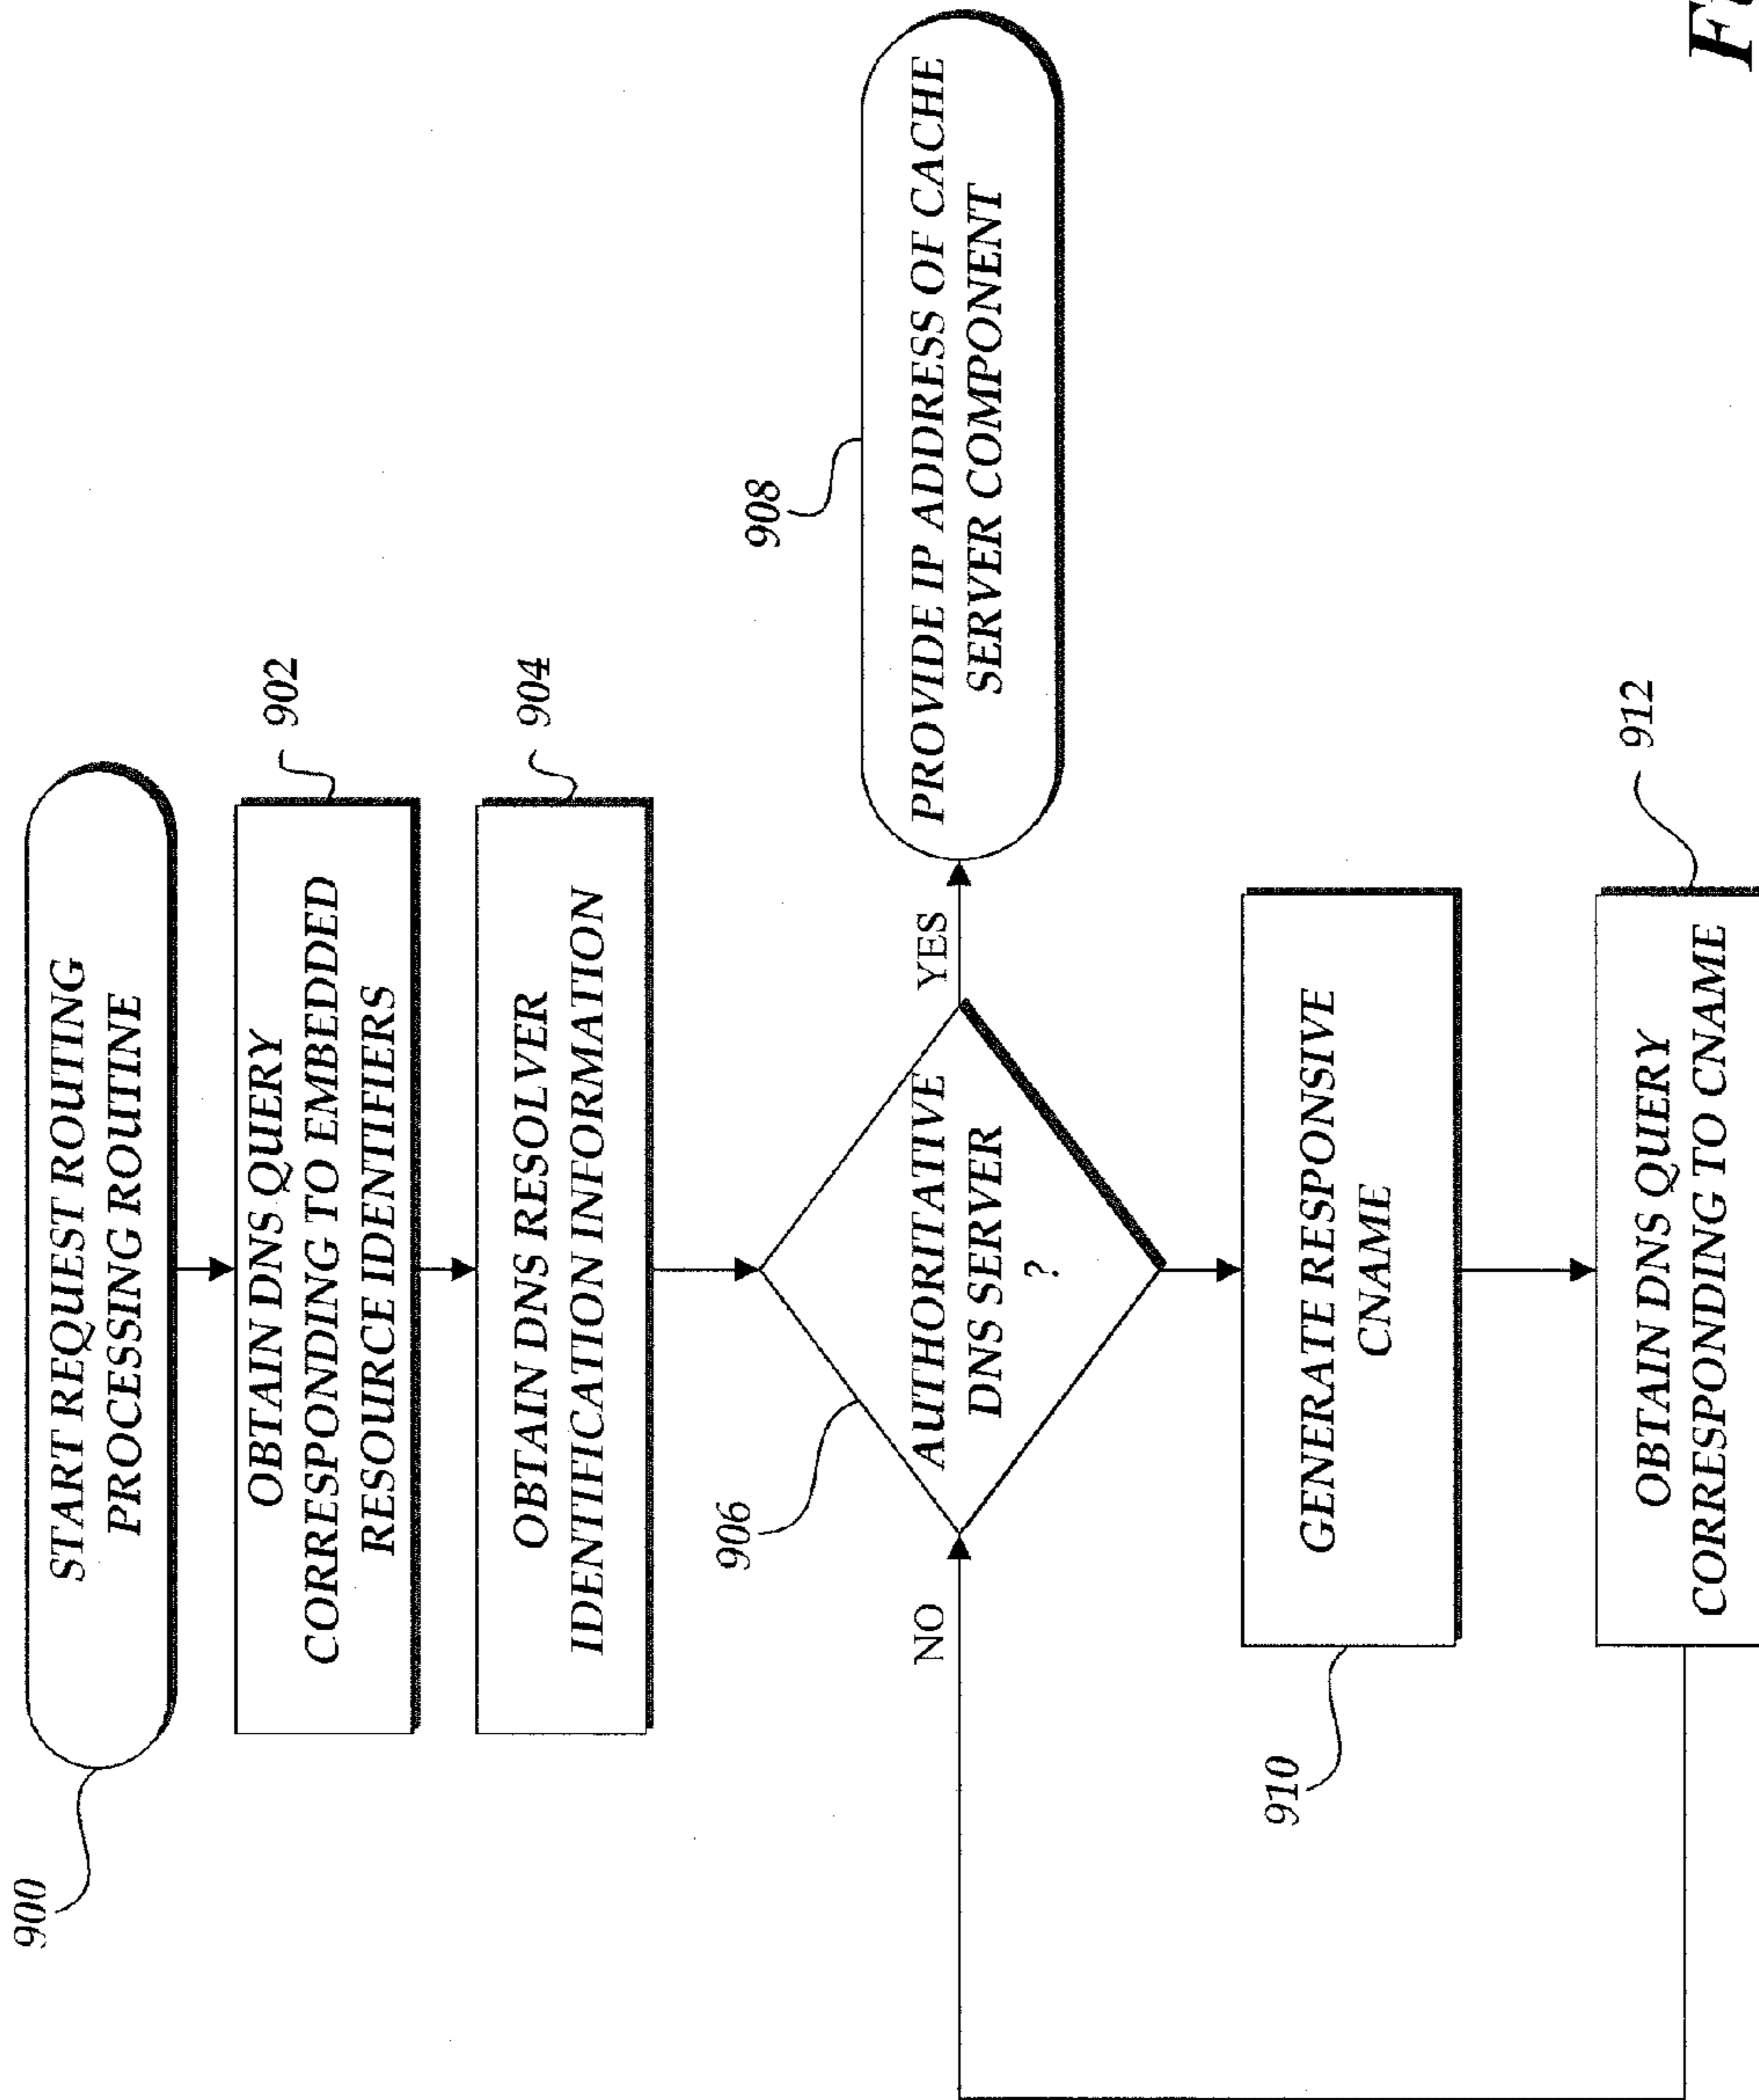 900
START REQUEST ROUTING
PROCESSING ROUTINE
OBTAIN DNS QUERY
CORRESPONDING TO EMBEDDED
RESOURCE IDENTIFIERS
902
OBTAIN DNS RESOLVER
IDENTIFICATION INFORMATION
904
906
NO
AUTHORITATIVE
DNS SERVER
?
YES
908
PROVIDE IP ADDRESS OF CACHE
SERVER COMPONENT
910
GENERATE RESPONSIVE
CNAME
912
OBTAIN DNS QUERY
CORRESPONDING TO CNAME